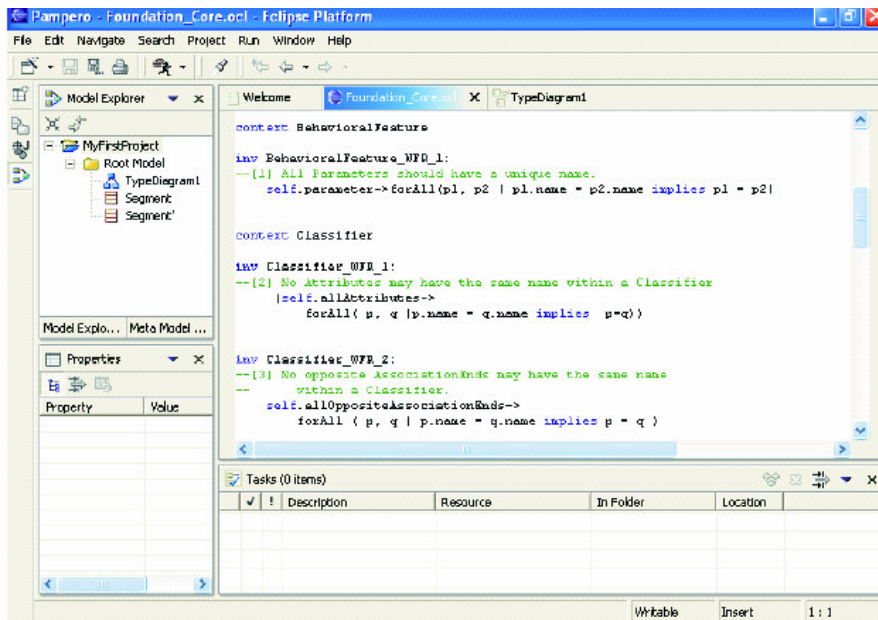 Pampero - Foundation_Core.ocl - Eclipse Platform
File Edit Navigate Search Project Run Window Help
Model Explorer
Welcome Foundation_Core.ocl TypeDiagram1
MyFirstProject
Root Model
TypeDiagram1
Segment
Segment'
Model Explo... Meta Model ...
context BehavioralFeature
inv BehavioralFeature_WFR_1:
--[1] All Parameters should have a unique name.
self.parameter->forAll(p1, p2 | p1.name = p2.name implies p1 = p2)
context Classifier
inv Classifier_WFR_1:
--[2] No Attributes may have the same name within a Classifier
(self.allAttributes->
forAll( p, q |p.name = q.name implies p=q))
inv Classifier_WFR_2:
--[3] No opposite AssociationEnds may have the same name
-- within a Classifier.
self.allOppositeAssociationEnds->
forAll ( p, q | p.name = q.name implies p = q )
Properties
Property Value
Tasks (0 items)
✓ ! Description Resource In Folder Location
Writable Insert 1 : 1